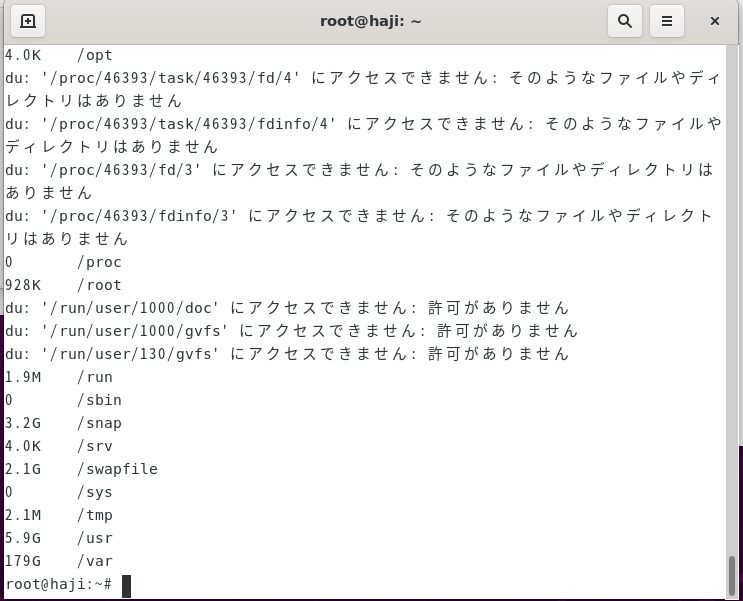 root@haji: ~
4.0K    /opt
du: '/proc/46393/task/46393/fd/4' にアクセスできません: そのようなファイルやディ
レクトリはありません
du: '/proc/46393/task/46393/fdinfo/4' にアクセスできません: そのようなファイルや
ディレクトリはありません
du: '/proc/46393/fd/3' にアクセスできません: そのようなファイルやディレクトリは
ありません
du: '/proc/46393/fdinfo/3' にアクセスできません: そのようなファイルやディレクト
リはありません
0       /proc
928K    /root
du: '/run/user/1000/doc' にアクセスできません: 許可がありません
du: '/run/user/1000/gvfs' にアクセスできません: 許可がありません
du: '/run/user/130/gvfs' にアクセスできません: 許可がありません
1.9M    /run
0       /sbin
3.2G    /snap
4.0K    /srv
2.1G    /swapfile
0       /sys
2.1M    /tmp
5.9G    /usr
179G    /var
root@haji:~#